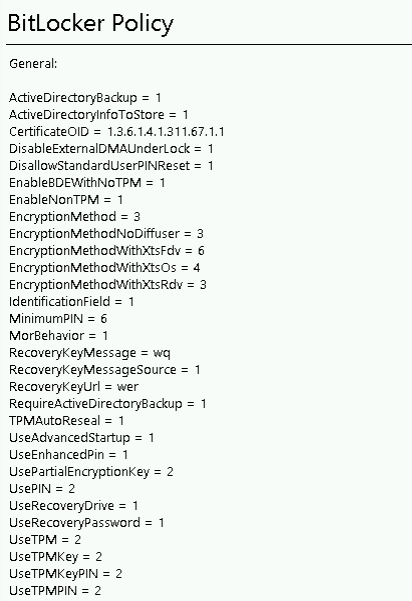 BitLocker Policy
General:
ActiveDirectoryBackup = 1
ActiveDirectoryInfoToStore = 1
CertificateOID = 1.3.6.1.4.1.311.67.1.1
DisableExternalDMAUnderLock = 1
DisallowStandardUserPINReset = 1
EnableBDEWithNoTPM = 1
EnableNonTPM = 1
EncryptionMethod = 3
EncryptionMethodNoDiffuser = 3
EncryptionMethodWithXtsFdv = 6
EncryptionMethodWithXtsOs = 4
EncryptionMethodWithXtsRdv = 3
IdentificationField = 1
MinimumPIN = 6
MorBehavior = 1
RecoveryKeyMessage = wq
RecoveryKeyMessageSource = 1
RecoveryKeyUrl = wer
RequireActiveDirectoryBackup = 1
TPMAutoReseal = 1
UseAdvancedStartup = 1
UseEnhancedPin = 1
UsePartialEncryptionKey = 2
UsePIN = 2
UseRecoveryDrive = 1
UseRecoveryPassword = 1
UseTPM = 2
UseTPMKey = 2
UseTPMKeyPIN = 2
UseTPMPIN = 2